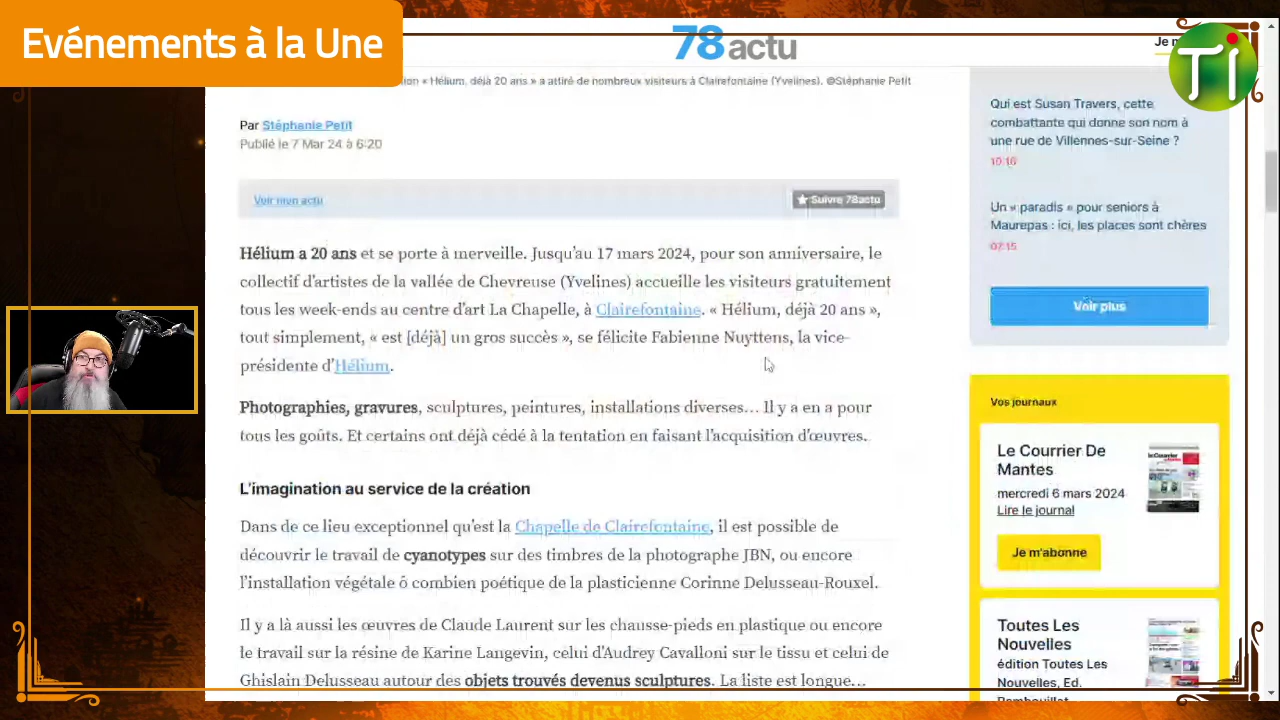 Evénements à la Une
78 actu
Je m
Ti
tion « Hélium, déjà 20 ans » a attiré de nombreux visiteurs à Clairefontaine (Yvelines). @Stéphanie Petit
Par Stéphanie Petit
Publié le 7 Mar 24 à 6:20
Voir mon actu
Suivre 78actu
Hélium a 20 ans et se porte à merveille. Jusqu'au 17 mars 2024, pour son anniversaire, le
collectif d'artistes de la vallée de Chevreuse (Yvelines) accueille les visiteurs gratuitement
tous les week-ends au centre d'art La Chapelle, à Clairefontaine. « Hélium, déjà 20 ans »,
tout simplement, « est [déjà] un gros succès », se félicite Fabienne Nuyttens, la vice-
présidente d'Hélium.
Photographies, gravures, sculptures, peintures, installations diverses… Il y a en a pour
tous les goûts. Et certains ont déjà cédé à la tentation en faisant l'acquisition d'œuvres.
L'imagination au service de la création
Dans de ce lieu exceptionnel qu'est la Chapelle de Clairefontaine, il est possible de
découvrir le travail de cyanotypes sur des timbres de la photographe JBN, ou encore
l'installation végétale ô combien poétique de la plasticienne Corinne Delusseau-Rouxel.
Il y a là aussi les œuvres de Claude Laurent sur les chausse-pieds en plastique ou encore
le travail sur la résine de Karine Langevin, celui d'Audrey Cavalloni sur le tissu et celui de
Ghislain Delusseau autour des objets trouvés devenus sculptures. La liste est longue…
Qui est Susan Travers, cette
combattante qui donne son nom à
une rue de Villennes-sur-Seine ?
10:16
Un « paradis » pour seniors à
Maurepas : ici, les places sont chères
07:15
Voir plus
Vos journaux
Le Courrier De
Mantes
mercredi 6 mars 2024
Lire le journal
Je m'abonne
Toutes Les
Nouvelles
édition Toutes Les
Nouvelles, Ed.
Rambouillet